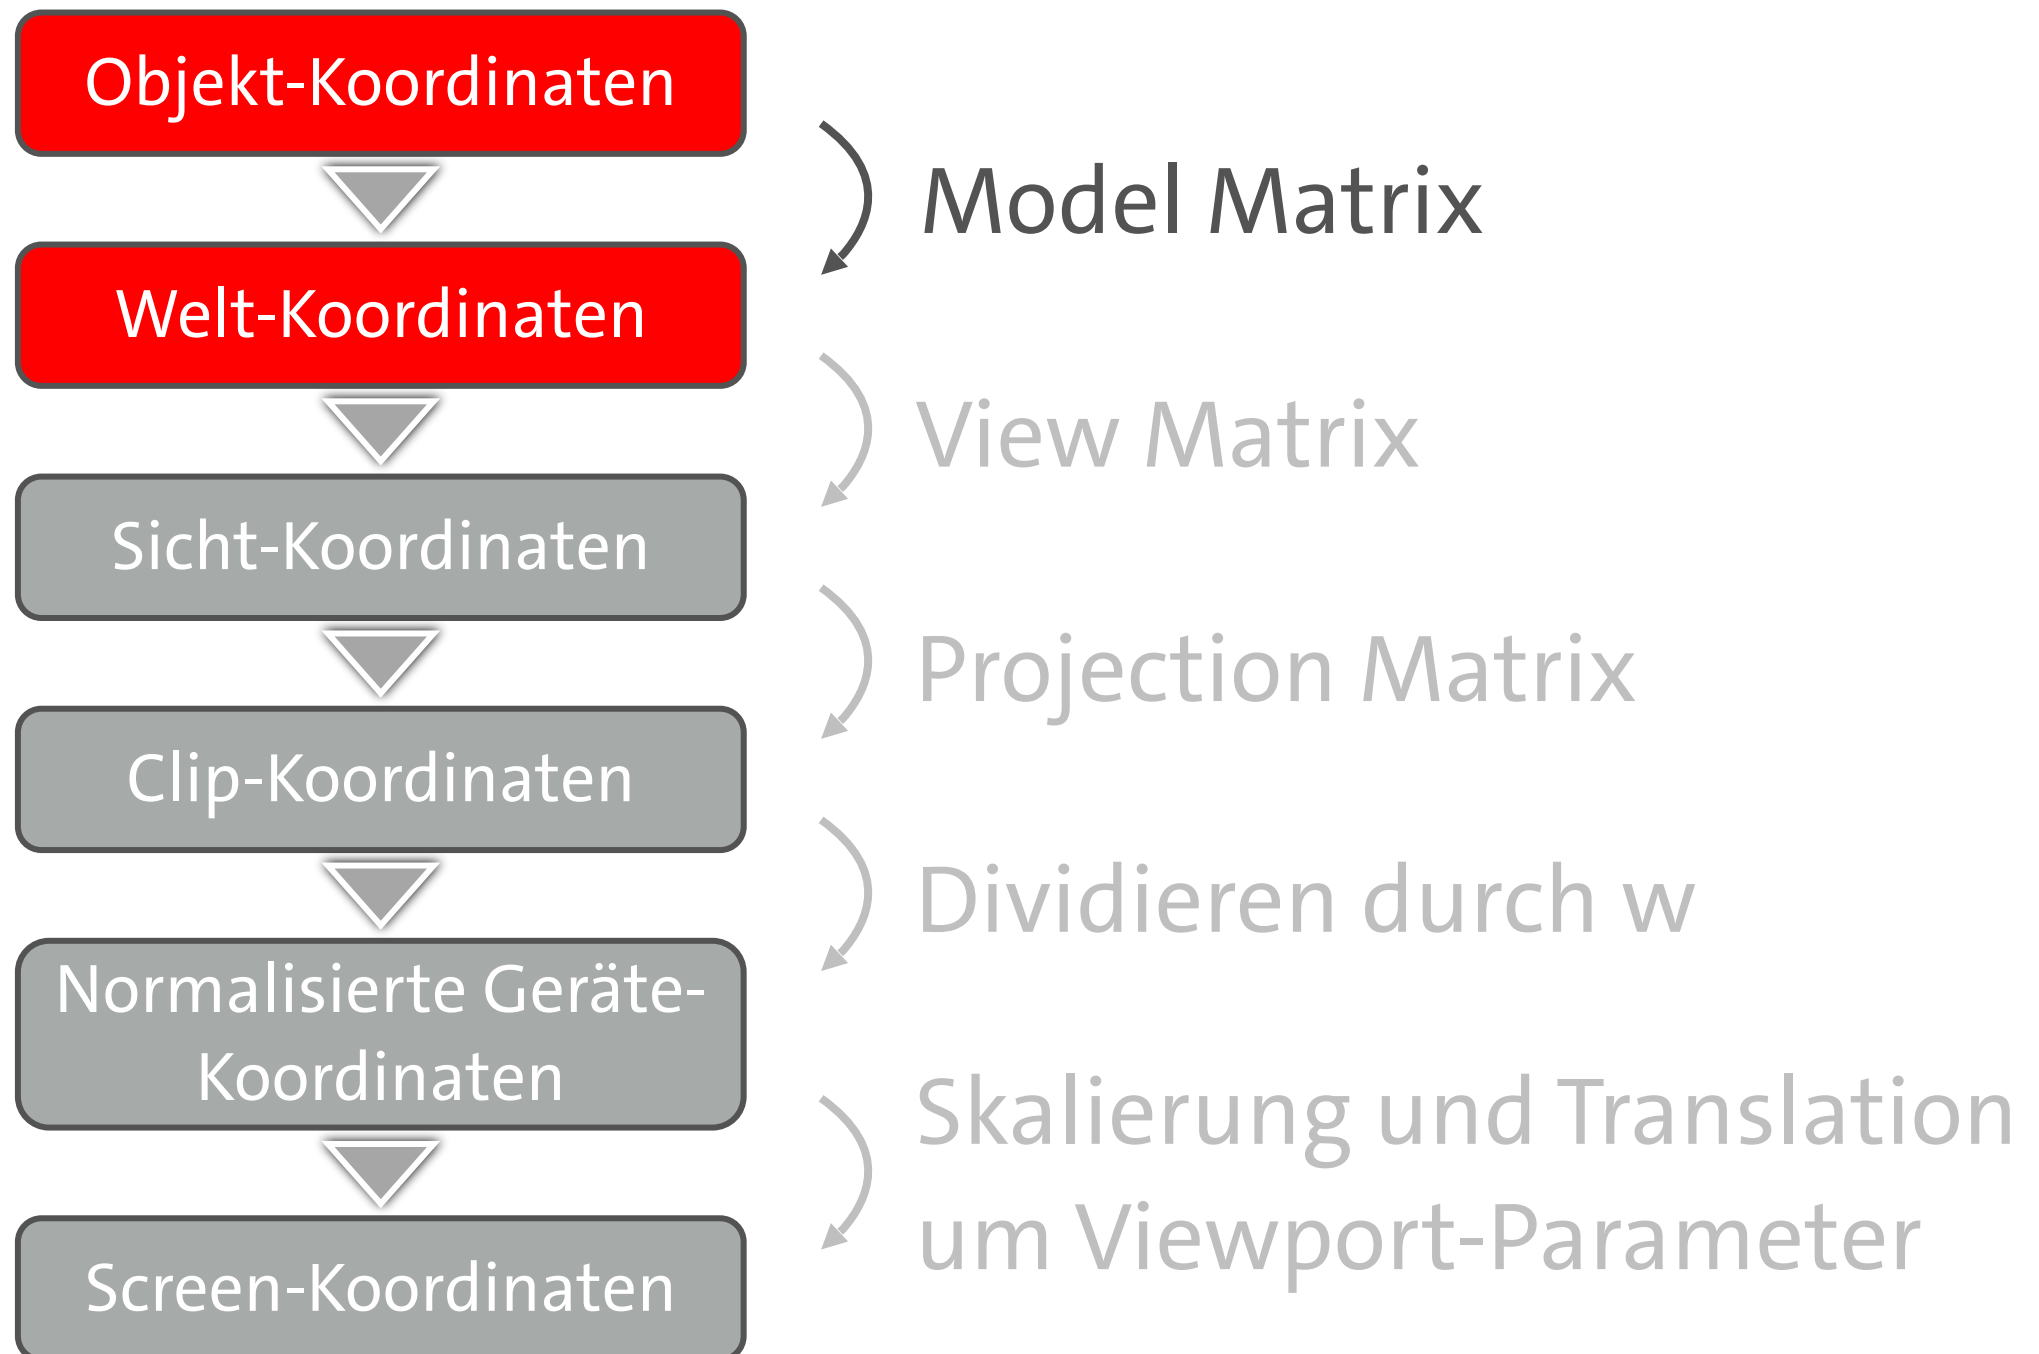 Objekt-Koordinaten
Model Matrix
Welt-Koordinaten
View Matrix
Sicht-Koordinaten
Projection Matrix
Clip-Koordinaten
Dividieren durch w
Normalisierte Geräte-
Koordinaten
Skalierung und Translation
um Viewport-Parameter
Screen-Koordinaten